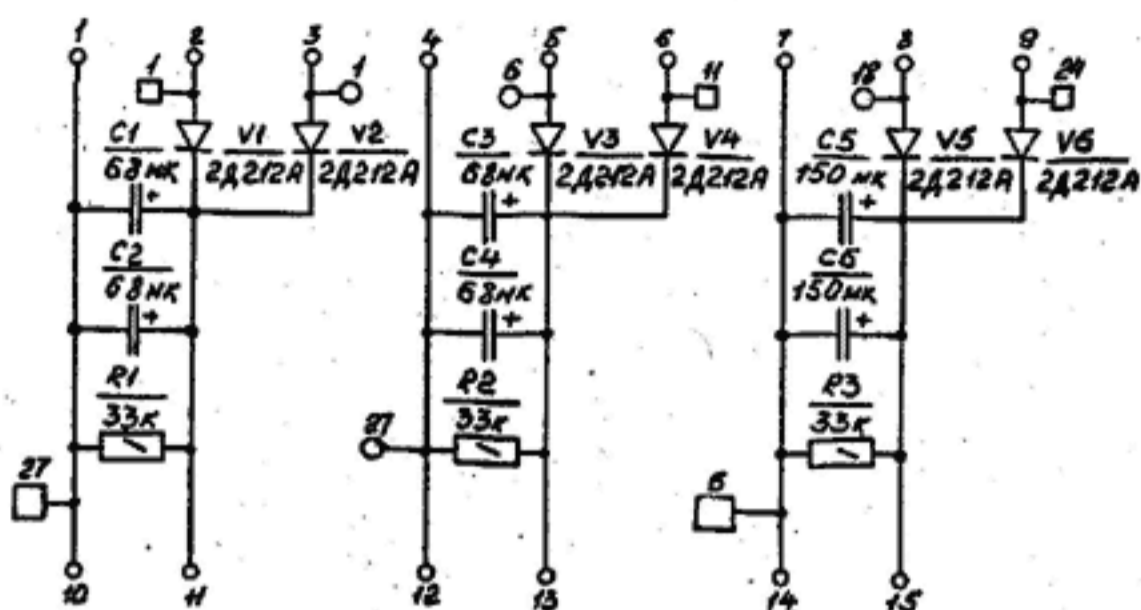 1 2 3 4 5 6 7 8 9
1 1 6 11 18 24
C1 V1 V2 C3 V3 V4 C5 V5 V6
68мк 2Д212А 2Д212А 68мк 2Д212А 2Д212А 150мк 2Д212А 2Д212А
+ + +
C2 C4 C6
68мк 68мк 150мк
+ + +
R1 R2 R3
33к 33к 33к
27 27 6
10 11 12 13 14 15